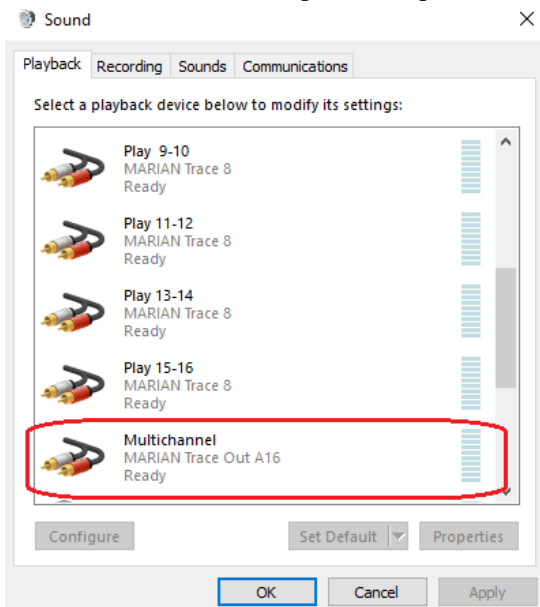 Sound
Playback Recording Sounds Communications
Select a playback device below to modify its settings:
Play 9-10
MARIAN Trace 8
Ready
Play 11-12
MARIAN Trace 8
Ready
Play 13-14
MARIAN Trace 8
Ready
Play 15-16
MARIAN Trace 8
Ready
Multichannel
MARIAN Trace Out A16
Ready
Configure Set Default Properties
OK Cancel Apply